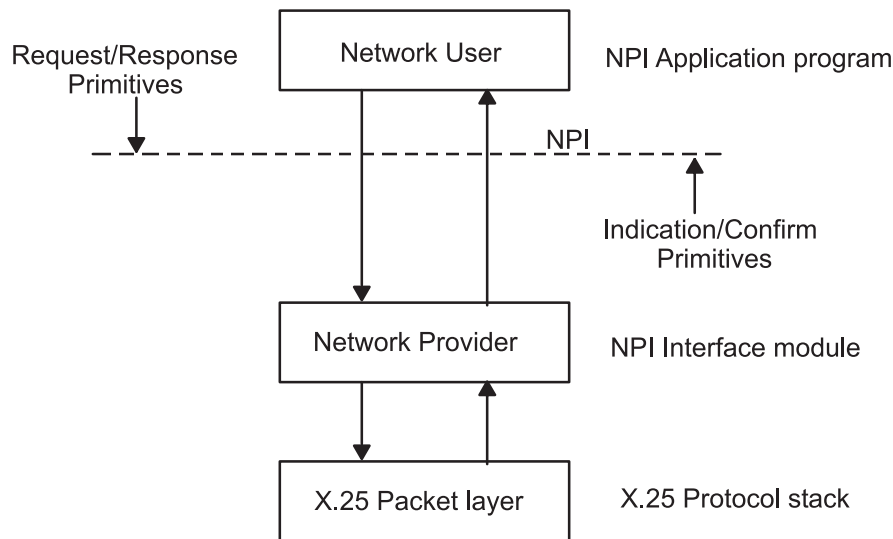 Network User
NPI Application program
Request/Response
Primitives
NPI
Indication/Confirm
Primitives
Network Provider
NPI Interface module
X.25 Packet layer
X.25 Protocol stack